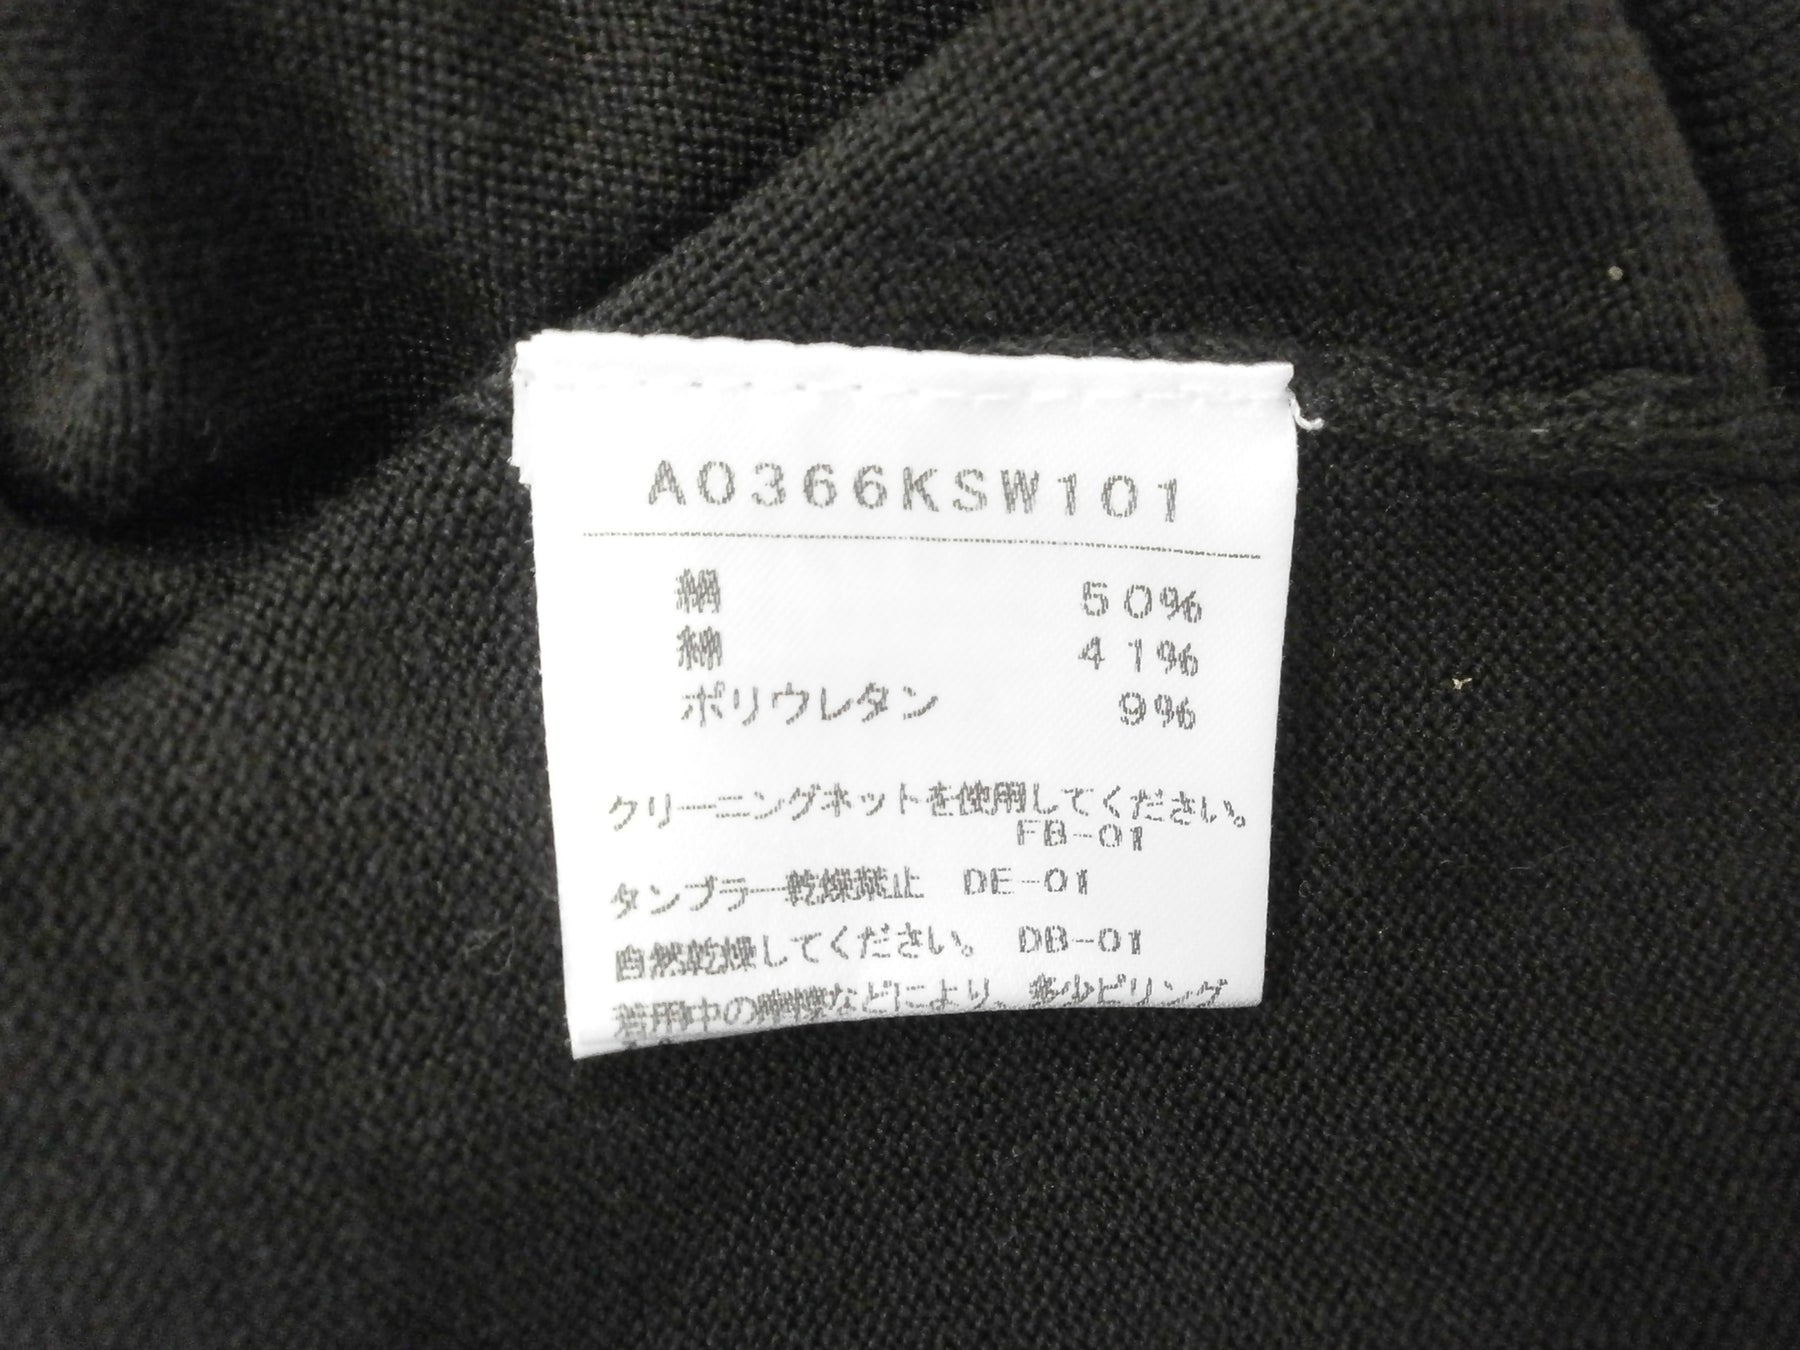 A0366KSW101
絹 50%
綿 41%
ポリウレタン 9%
クリーニングネットを使用してください。
FB-01
タンブラー乾燥禁止 DE-01
自然乾燥してください。 DB-01
着用中の摩擦などにより、多少ピリング